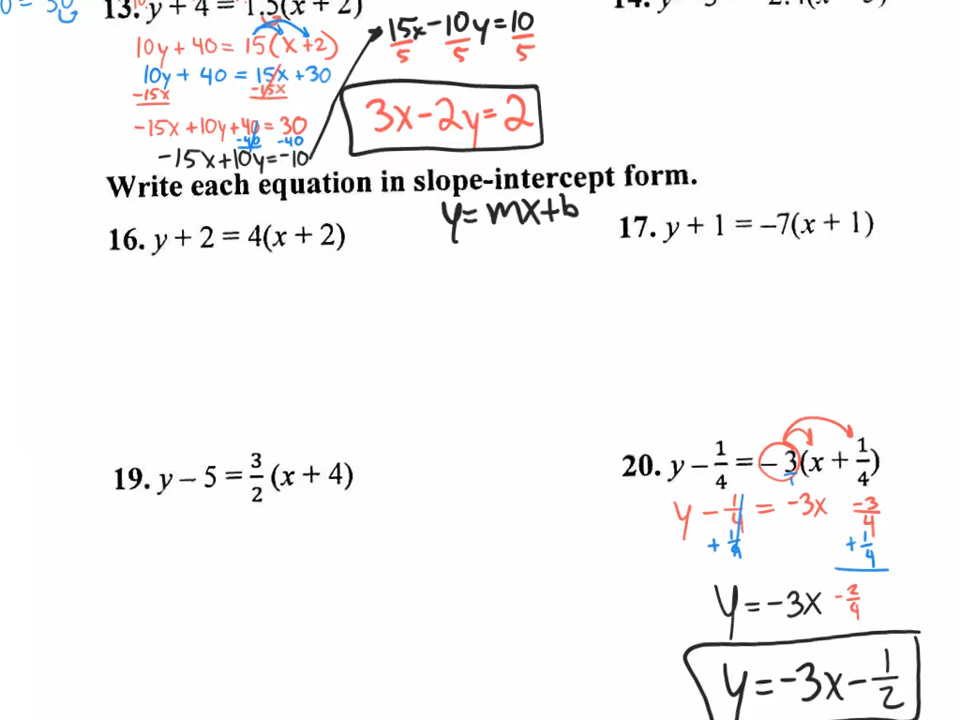 13. y + 4 = 1.5(x + 2)
10y + 40 = 15(x+2)
10y + 40 = 15x +30
-15x -15x
-15x +10y+40 = 30
-40 -40
-15x+10y=-10
15x-10y=10
5 5 5
3x-2y=2
Write each equation in slope-intercept form.
y=mx+b
16. y + 2 = 4(x + 2)
17. y + 1 = –7(x + 1)
19. y – 5 = 3/2 (x + 4)
20. y – 1/4 = –3(x + 1/4)
1
y - 1/4 = -3x -3/4
+ 1/4 + 1/4
y=-3x -2/4
y=-3x-1/2